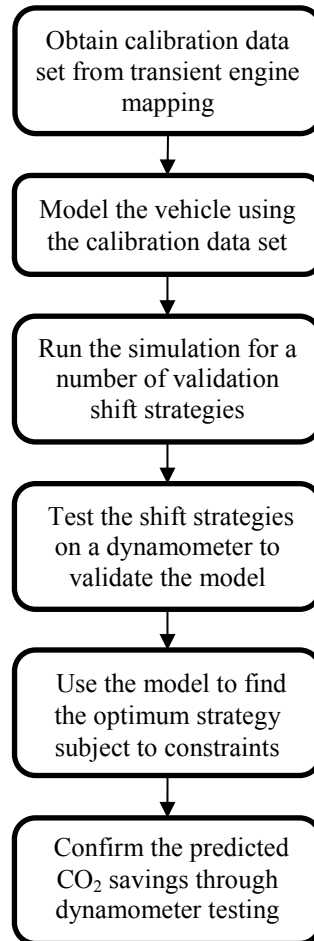 Obtain calibration data
set from transient engine
mapping
Model the vehicle using
the calibration data set
Run the simulation for a
number of validation
shift strategies
Test the shift strategies
on a dynamometer to
validate the model
Use the model to find
the optimum strategy
subject to constraints
Confirm the predicted
CO₂ savings through
dynamometer testing